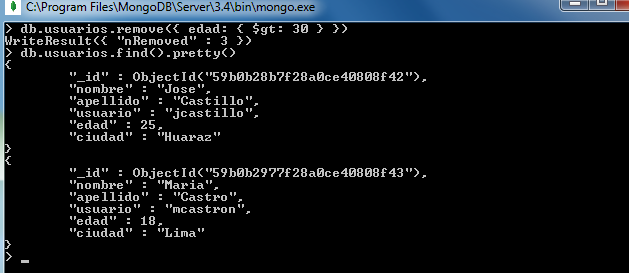 C:\Program Files\MongoDB\Server\3.4\bin\mongo.exe
> db.usuarios.remove({ edad: { $gt: 30 } })
WriteResult({ "nRemoved" : 3 })
> db.usuarios.find().pretty()
{
"_id" : ObjectId("59b0b28b7f28a0ce40808f42"),
"nombre" : "Jose",
"apellido" : "Castillo",
"usuario" : "jcastillo",
"edad" : 25,
"ciudad" : "Huaraz"
}
{
"_id" : ObjectId("59b0b2977f28a0ce40808f43"),
"nombre" : "Maria",
"apellido" : "Castro",
"usuario" : "mcastron",
"edad" : 18,
"ciudad" : "Lima"
}
> _